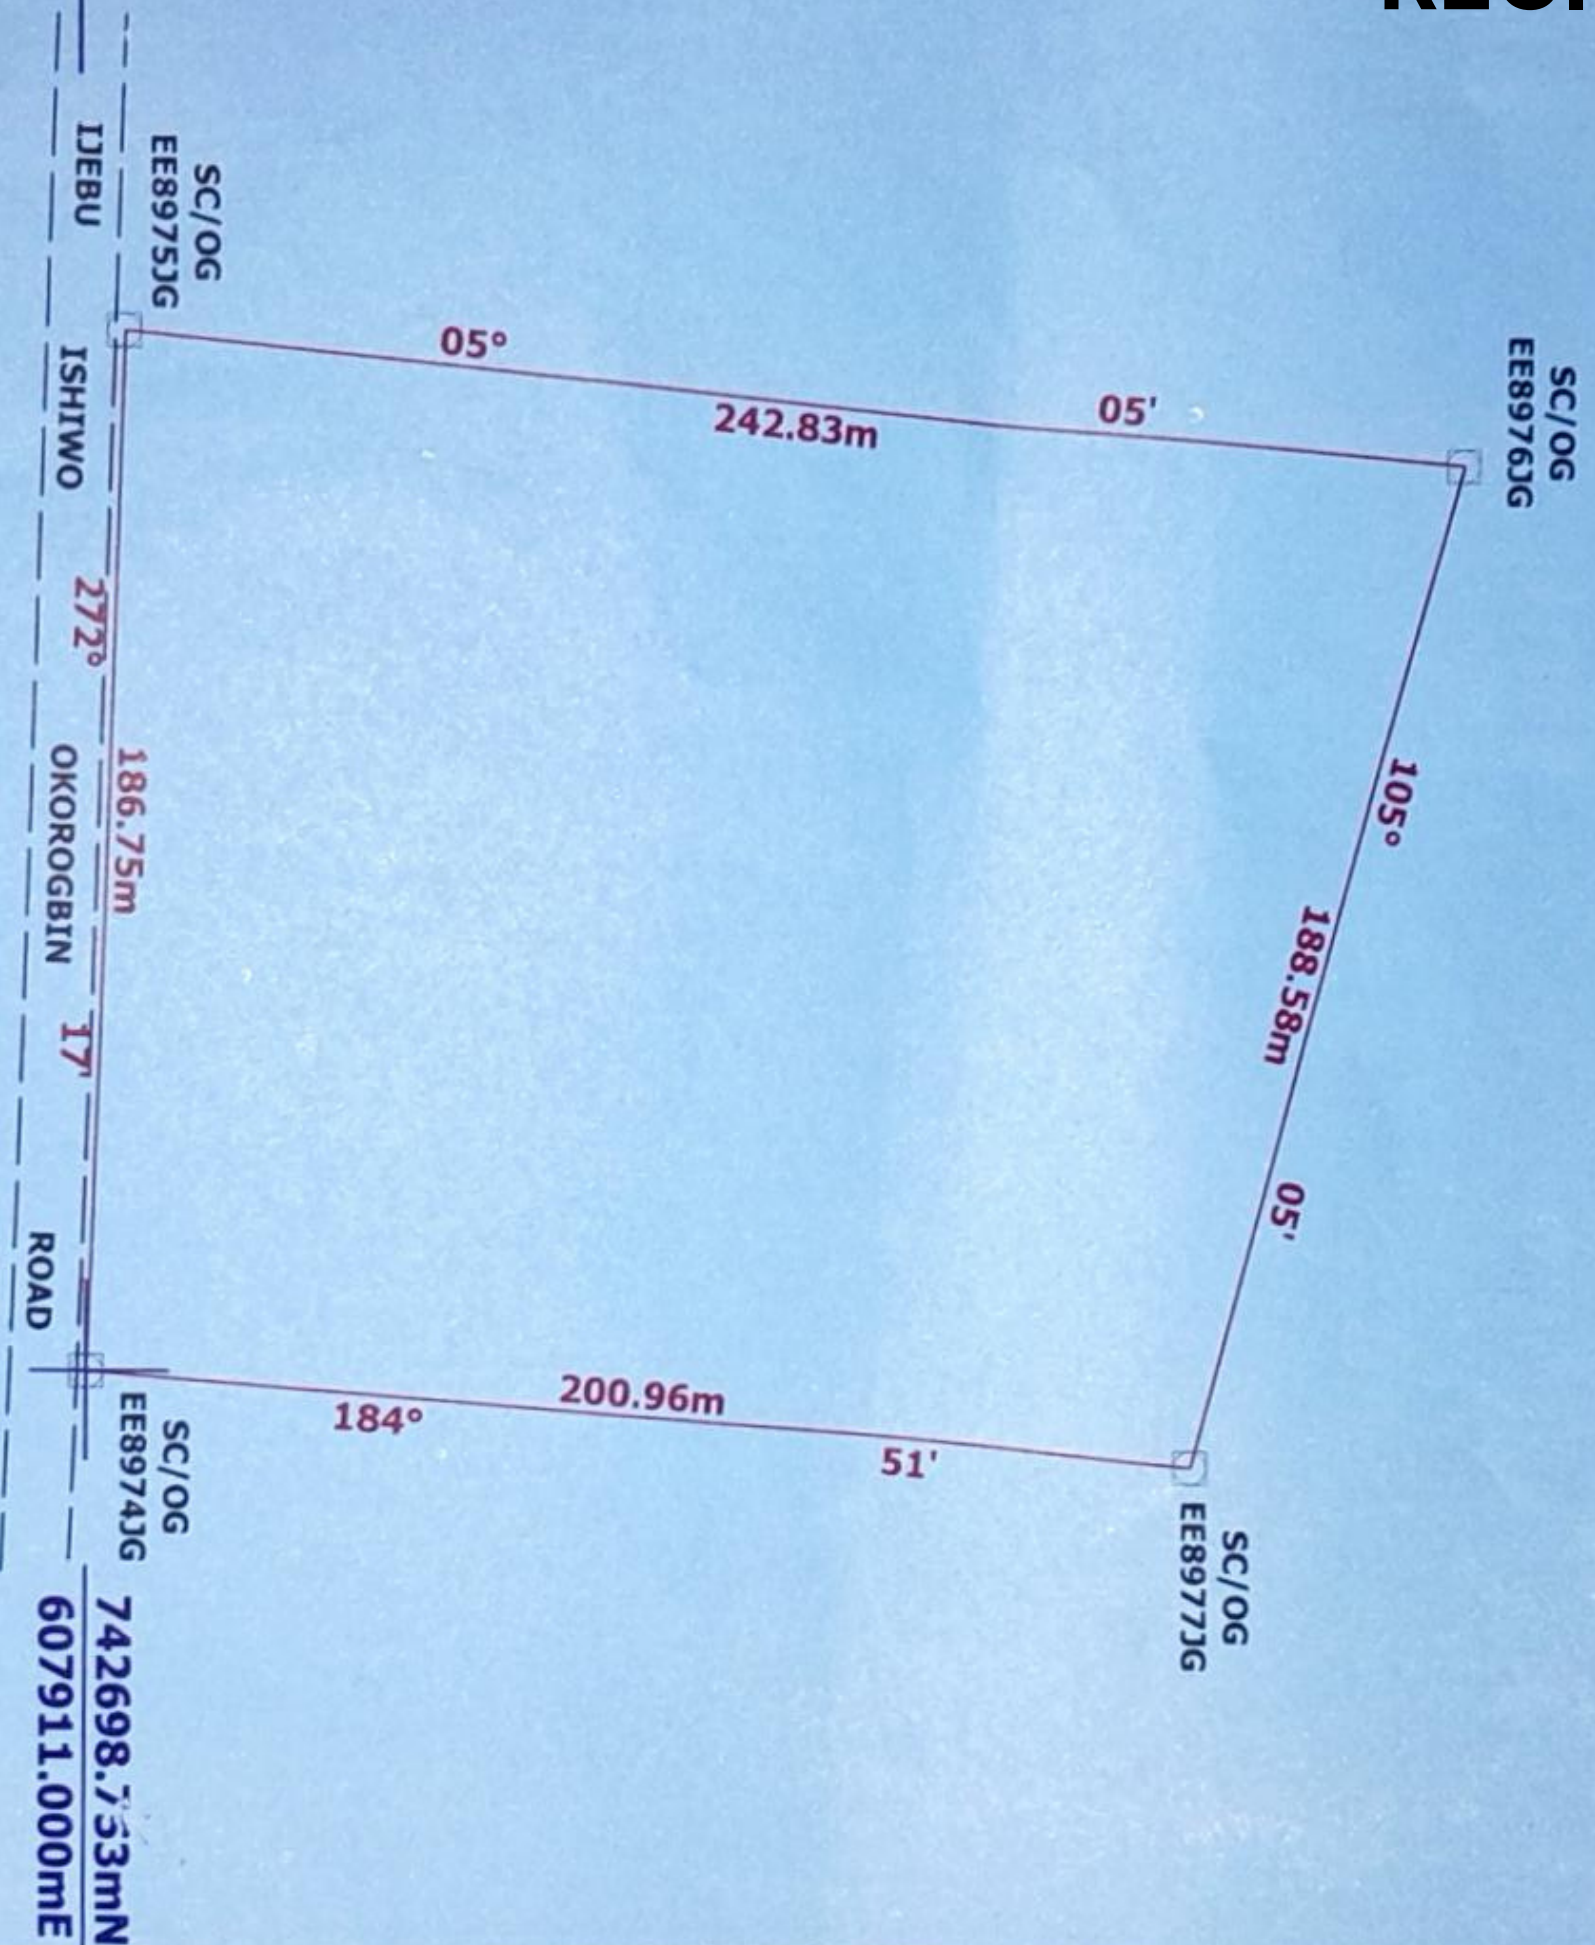 SC/OG
EE8976JG
SC/OG
EE8975JG
05°
05'
242.83m
105°
188.58m
05'
SC/OG
EE8977JG
200.96m
184°
51'
SC/OG
EE8974JG
186.75m
272°
17'
IJEBU
ISHIWO
OKOROGBIN
ROAD
607911.000mE